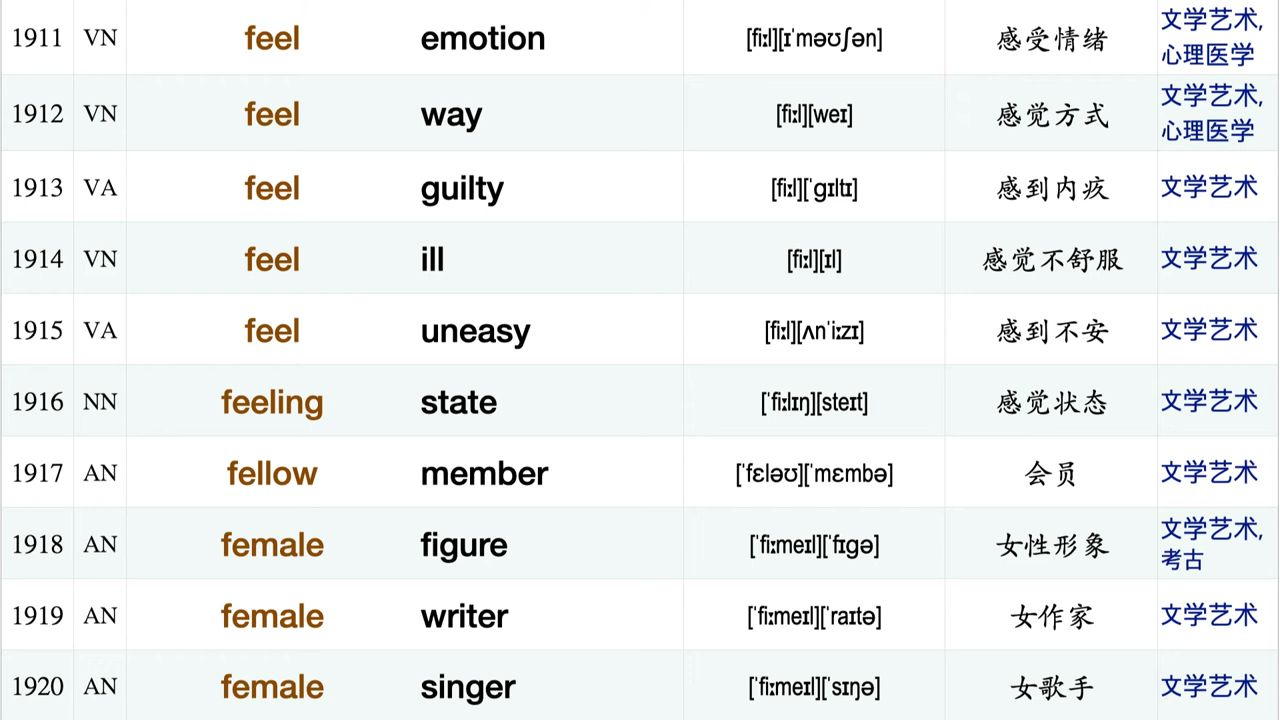 1911 VN feel emotion [fiːl][ɪˈməʊʃən] 感受情绪 文学艺术,
心理医学
1912 VN feel way [fiːl][weɪ] 感觉方式 文学艺术,
心理医学
1913 VA feel guilty [fiːl][ˈgɪltɪ] 感到内疚 文学艺术
1914 VN feel ill [fiːl][ɪl] 感觉不舒服 文学艺术
1915 VA feel uneasy [fiːl][ʌnˈiːzɪ] 感到不安 文学艺术
1916 NN feeling state [ˈfiːlɪŋ][steɪt] 感觉状态 文学艺术
1917 AN fellow member [ˈfɛləʊ][ˈmɛmbə] 会员 文学艺术
1918 AN female figure [ˈfiːmeɪl][ˈfɪgə] 女性形象 文学艺术,
考古
1919 AN female writer [ˈfiːmeɪl][ˈraɪtə] 女作家 文学艺术
1920 AN female singer [ˈfiːmeɪl][ˈsɪŋə] 女歌手 文学艺术